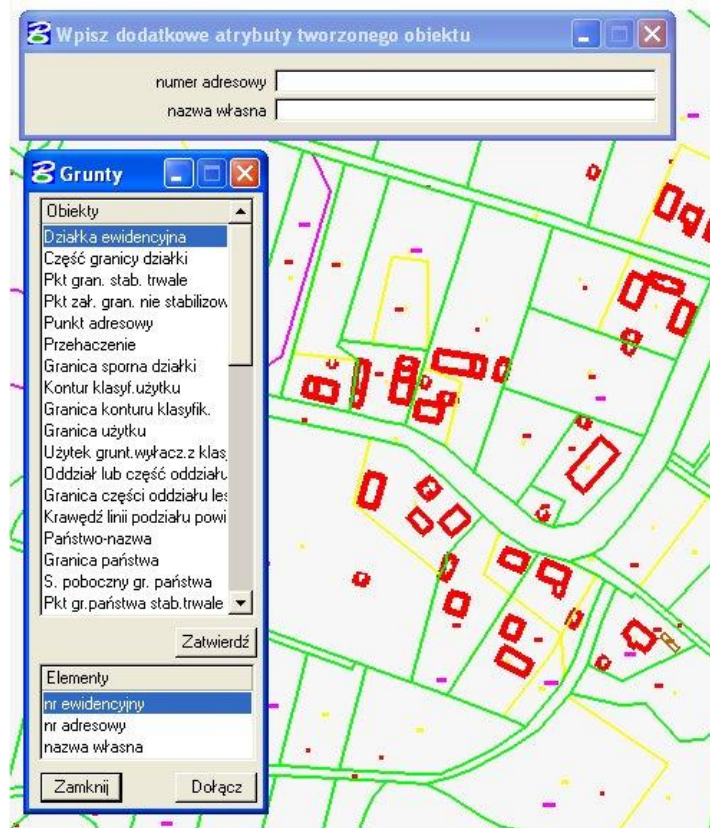 Wpisz dodatkowe atrybuty tworzonego obiektu
numer adresowy
nazwa własna
Grunty
Obiekty
Działka ewidencyjna
Część granicy działki
Pkt gran. stab. trwale
Pkt zał. gran. nie stabilizow
Punkt adresowy
Przehaczenie
Granica sporna działki
Kontur klasyf.użytku
Granica konturu klasyfik.
Granica użytku
Użytek grunt.wyłacz.z klas
Oddział lub część oddziału
Granica części oddziału les
Krawędź linii podziału powi
Państwo-nazwa
Granica państwa
S. poboczny gr. państwa
Pkt gr.państwa stab.trwale
Zatwierdź
Elementy
nr ewidencyjny
nr adresowy
nazwa własna
Zamknij Dołącz